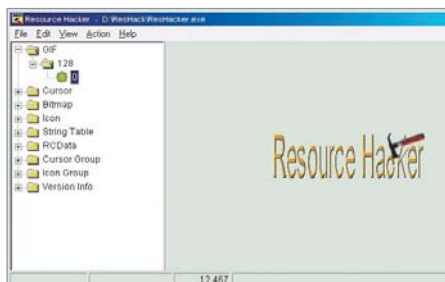 Resource Hacker - D:\ResHack\ResHacker.exe
File Edit View Action Help
GIF
128
0
Cursor
Bitmap
Icon
String Table
RCData
Cursor Group
Icon Group
Version Info
Resource Hacker
12,467